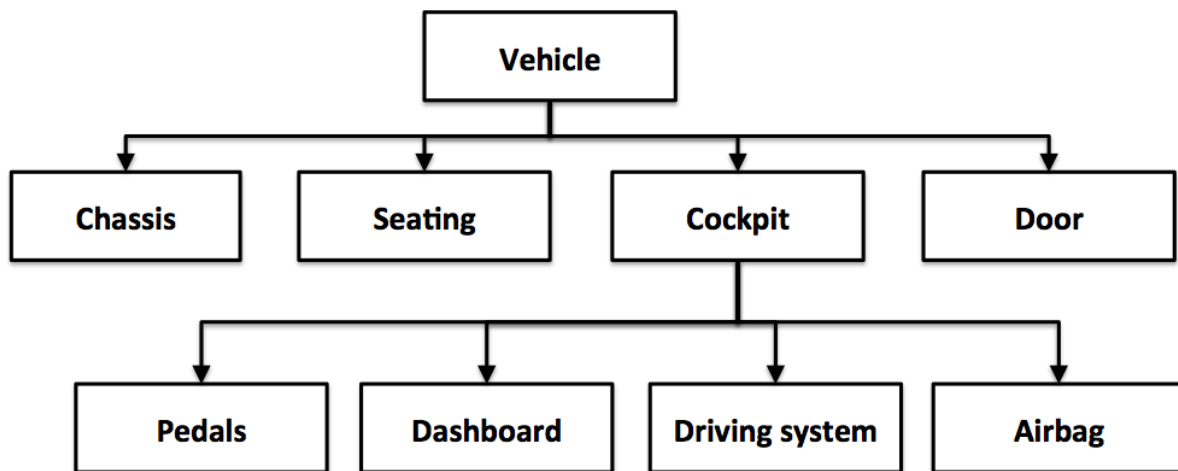 Vehicle
Chassis
Seating
Cockpit
Door
Pedals
Dashboard
Driving system
Airbag